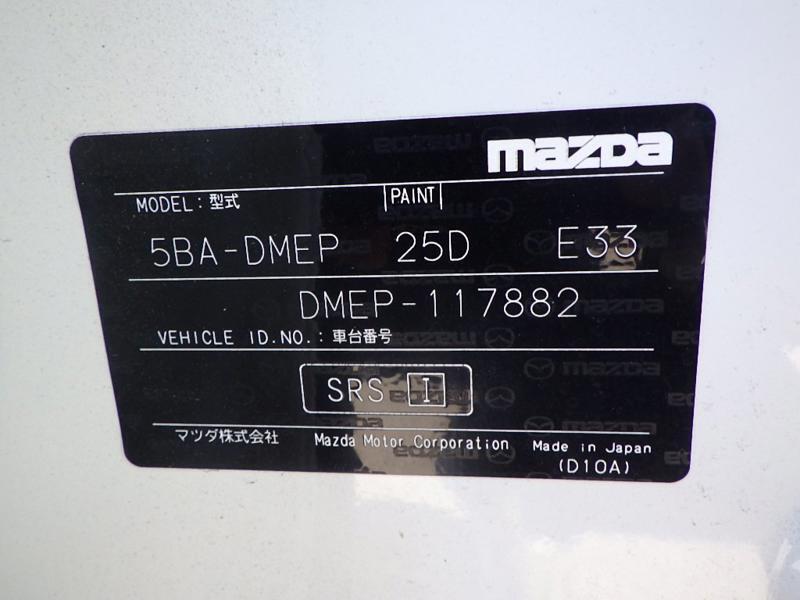 mazda
MODEL: 型式 PAINT
5BA-DMEP 25D E33
DMEP-117882
VEHICLE ID.NO.: 車台番号
SRS I
マツダ株式会社 Mazda Motor Corporation Made in Japan
(D10A)